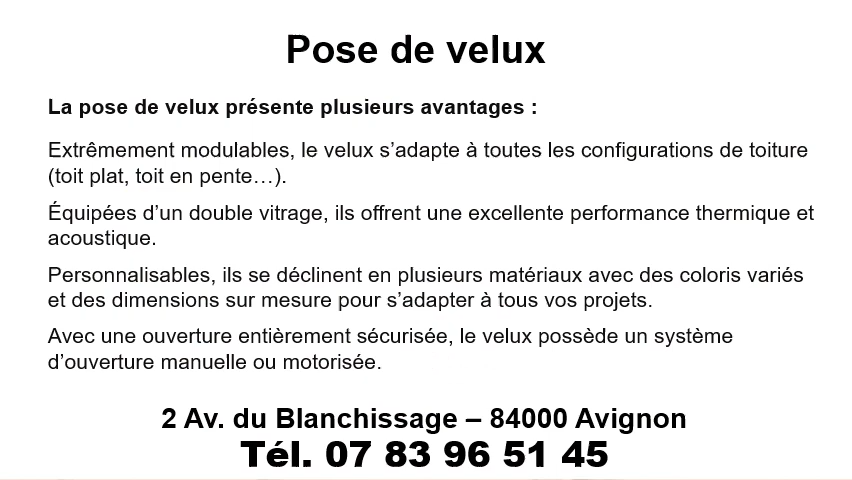 Pose de velux
La pose de velux présente plusieurs avantages :
Extrêmement modulables, le velux s’adapte à toutes les configurations de toiture
(toit plat, toit en pente…).
Équipées d’un double vitrage, ils offrent une excellente performance thermique et
acoustique.
Personnalisables, ils se déclinent en plusieurs matériaux avec des coloris variés
et des dimensions sur mesure pour s’adapter à tous vos projets.
Avec une ouverture entièrement sécurisée, le velux possède un système
d’ouverture manuelle ou motorisée.
2 Av. du Blanchissage – 84000 Avignon
Tél. 07 83 96 51 45